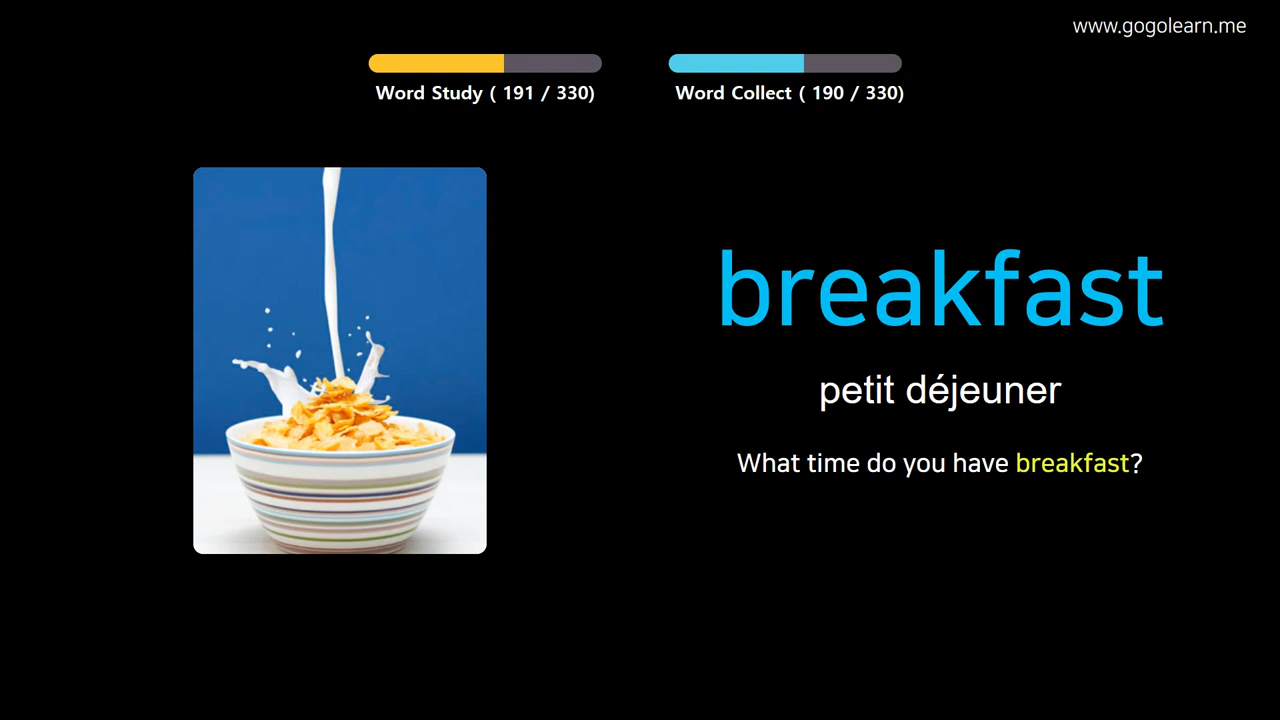 www.gogolearn.me
Word Study ( 191 / 330)
Word Collect ( 190 / 330)
breakfast
petit déjeuner
What time do you have breakfast?